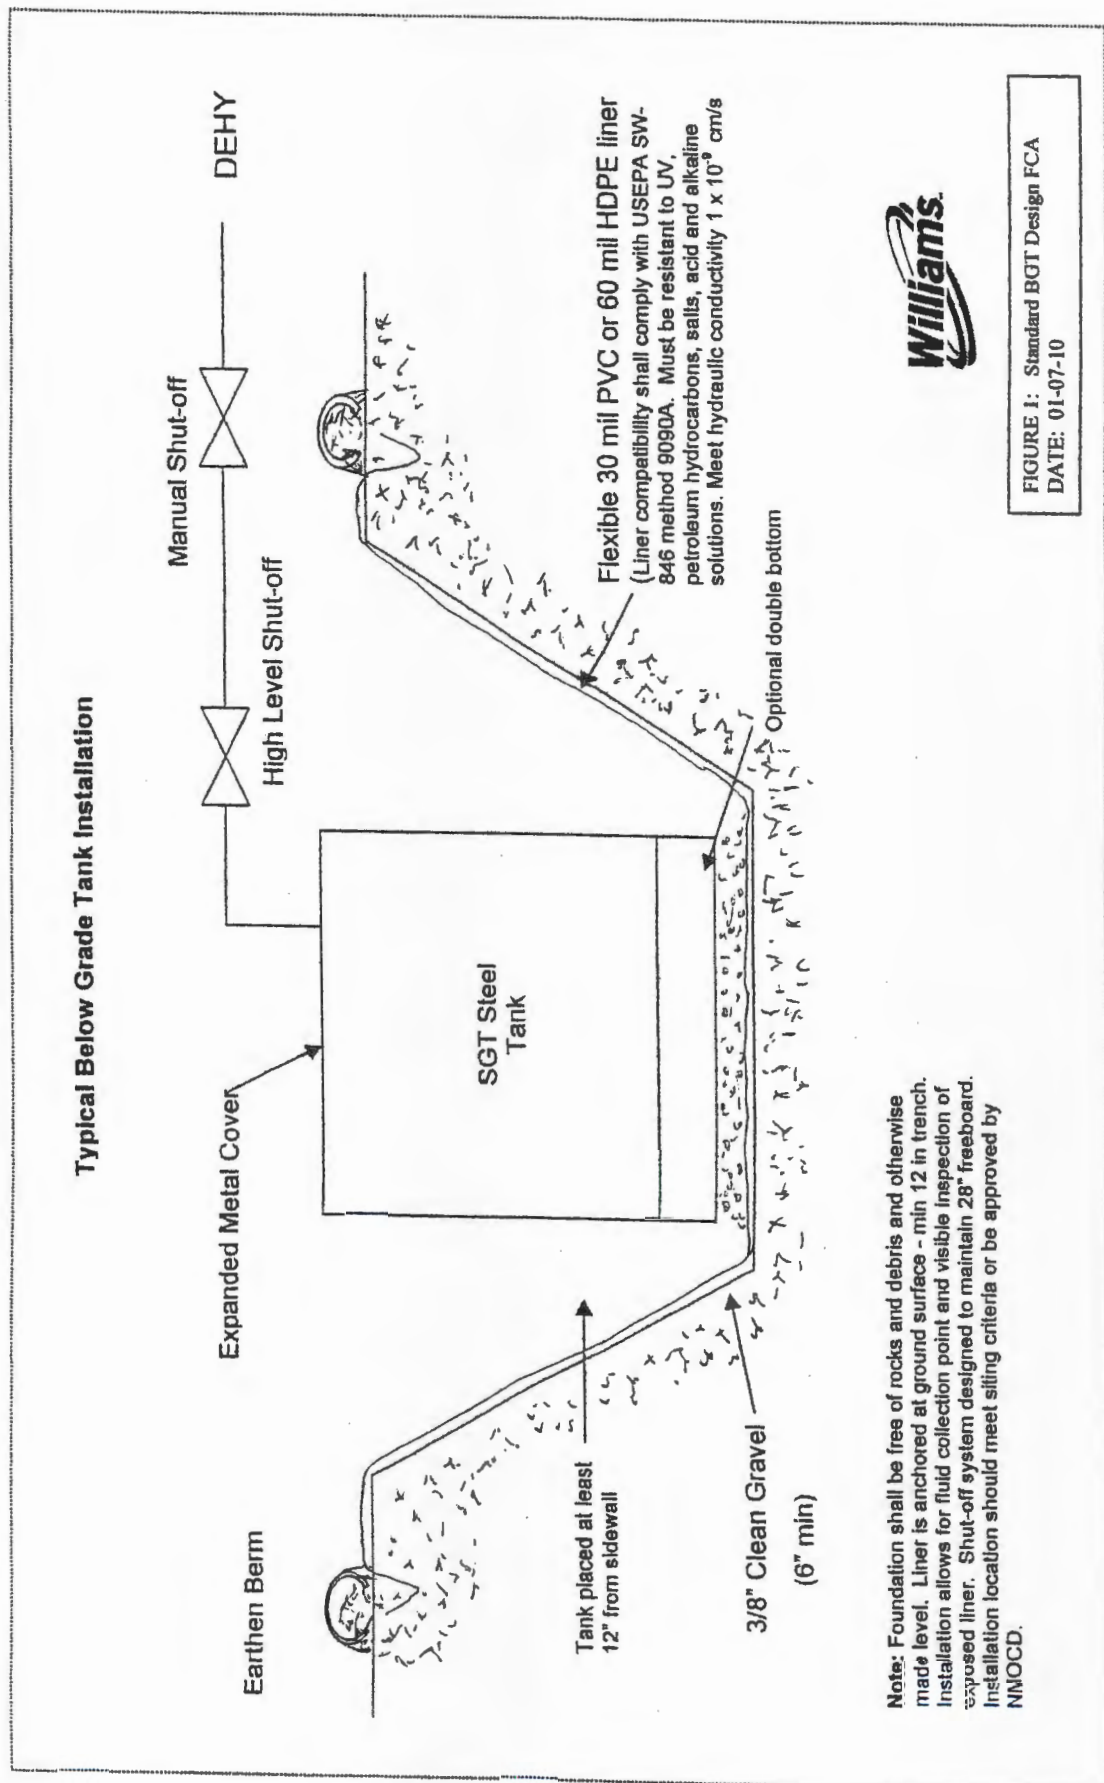 Typical Below Grade Tank Installation
DEHY
Manual Shut-off
High Level Shut-off
Expanded Metal Cover
Earthen Berm
SGT Steel
Tank
Tank placed at least
12" from sidewall
3/8" Clean Gravel
(6" min)
Flexible 30 mil PVC or 60 mil HDPE liner
(Liner compatibility shall comply with USEPA SW-
846 method 9090A. Must be resistant to UV,
petroleum hydrocarbons, salts, acid and alkaline
solutions. Meet hydraulic conductivity 1 x 10⁻⁹ cm/s
Optional double bottom
Note: Foundation shall be free of rocks and debris and otherwise
made level. Liner is anchored at ground surface - min 12 in trench.
Installation allows for fluid collection point and visible inspection of
exposed liner. Shut-off system designed to maintain 28" freeboard.
Installation location should meet siting criteria or be approved by
NMOCD.
Williams.
FIGURE 1: Standard BGT Design FCA
DATE: 01-07-10